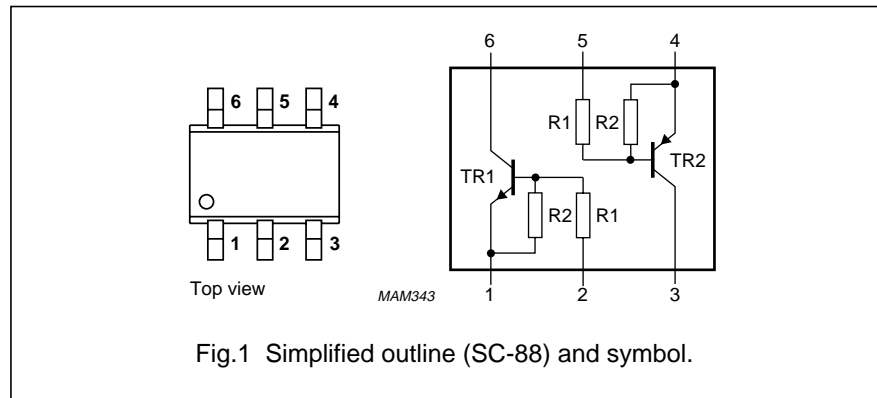 6 5 4
1 2 3
Top view
MAM343
6 5 4
R1 R2
TR2
TR1
R2 R1
1 2 3
Fig.1 Simplified outline (SC-88) and symbol.